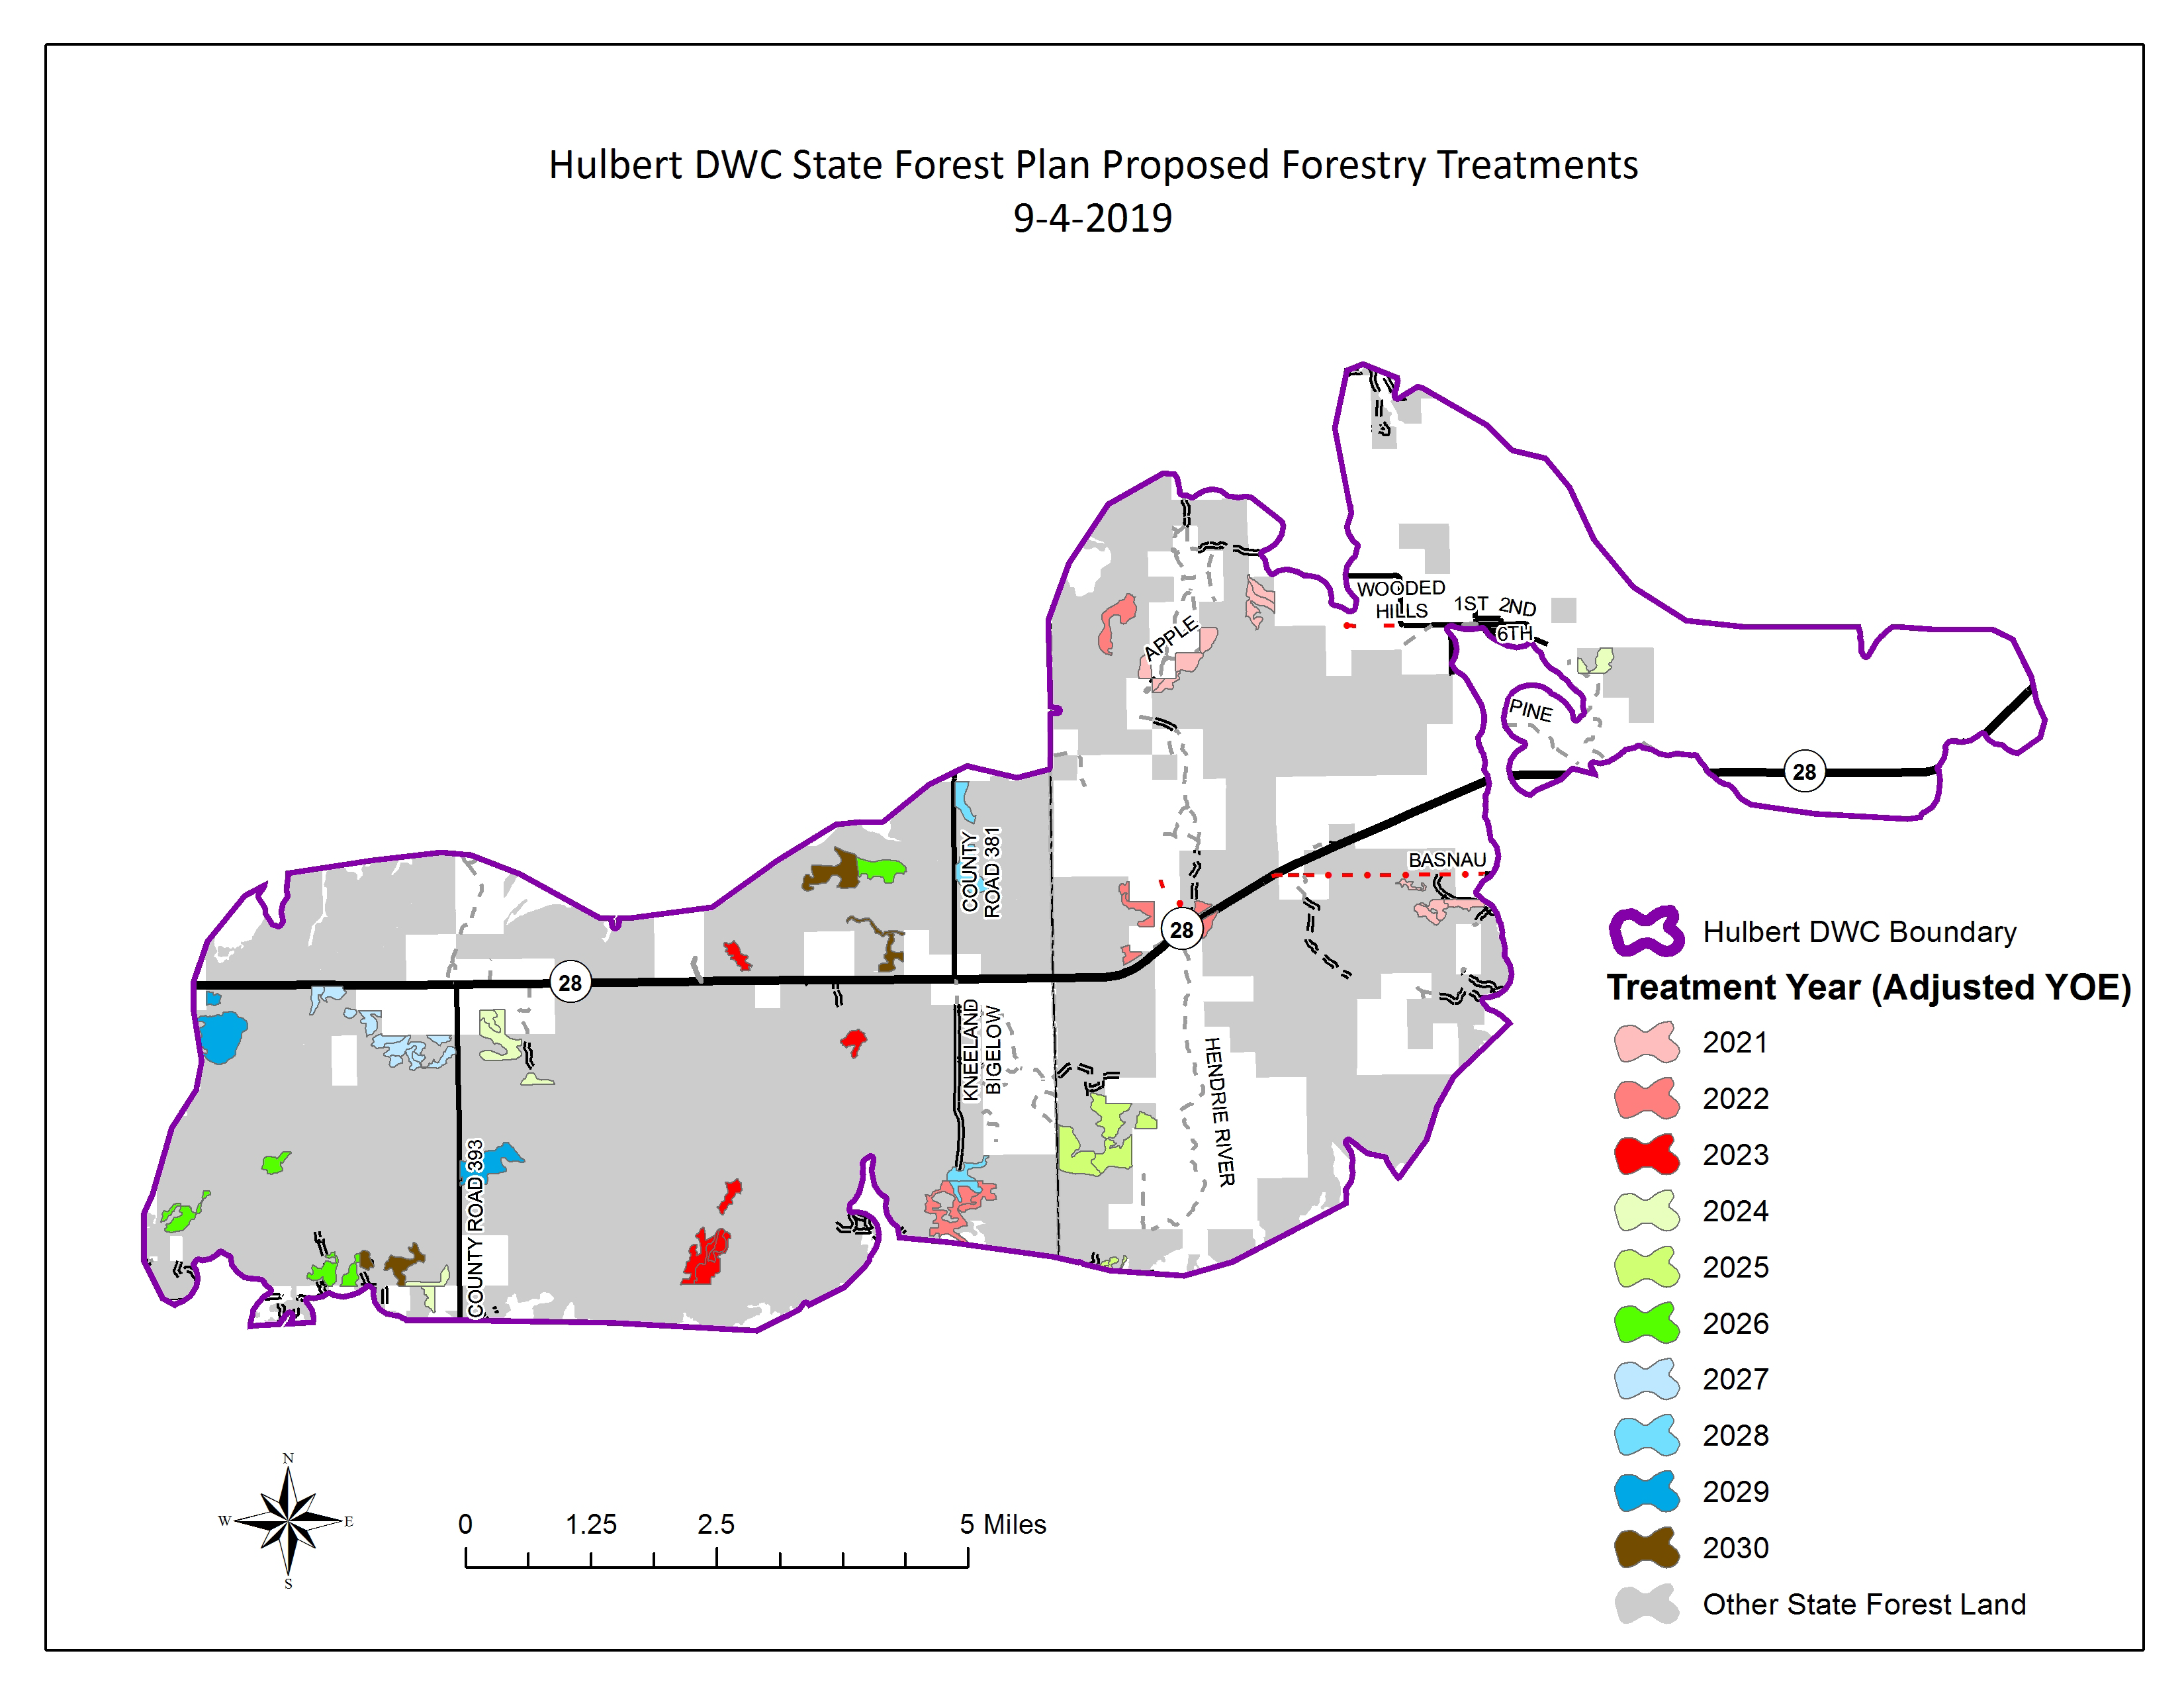 Hulbert DWC State Forest Plan Proposed Forestry Treatments
9-4-2019
WOODED
HILLS
1ST
2ND
6TH
APPLE
PINE
28
COUNTY
ROAD 381
BASNAU
28
28
KNEELAND
BIGELOW
HENDRIE RIVER
COUNTY ROAD 393
Hulbert DWC Boundary
Treatment Year (Adjusted YOE)
2021
2022
2023
2024
2025
2026
2027
2028
2029
2030
Other State Forest Land
N
W
E
S
0 1.25 2.5 5 Miles